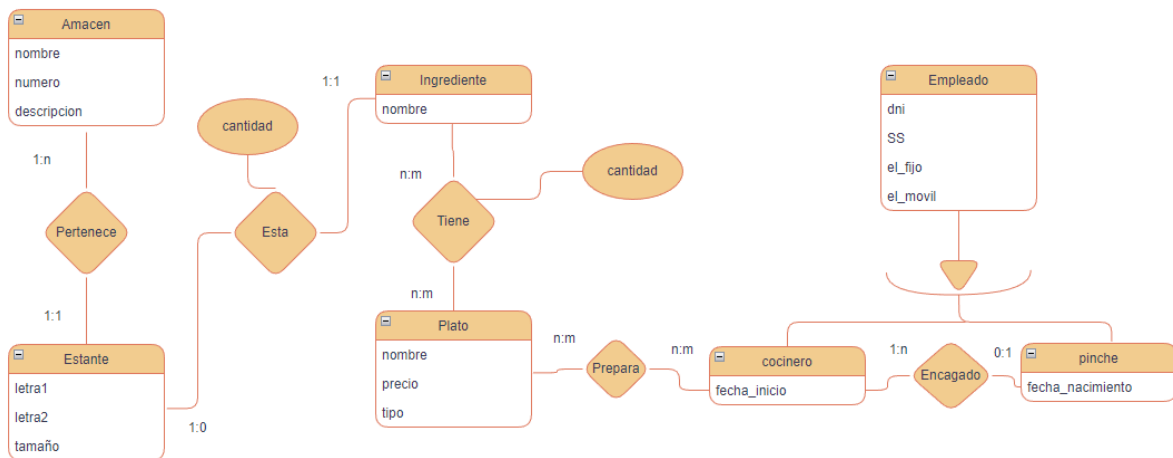 Amacen
nombre
numero
descripcion
1:n
Pertenece
1:1
Estante
letra1
letra2
tamaño
1:0
cantidad
Esta
1:1
Ingrediente
nombre
n:m
cantidad
Tiene
n:m
Plato
nombre
precio
tipo
n:m
Prepara
n:m
Empleado
dni
SS
el_fijo
el_movil
cocinero
fecha_inicio
1:n
Encagado
0:1
pinche
fecha_nacimiento